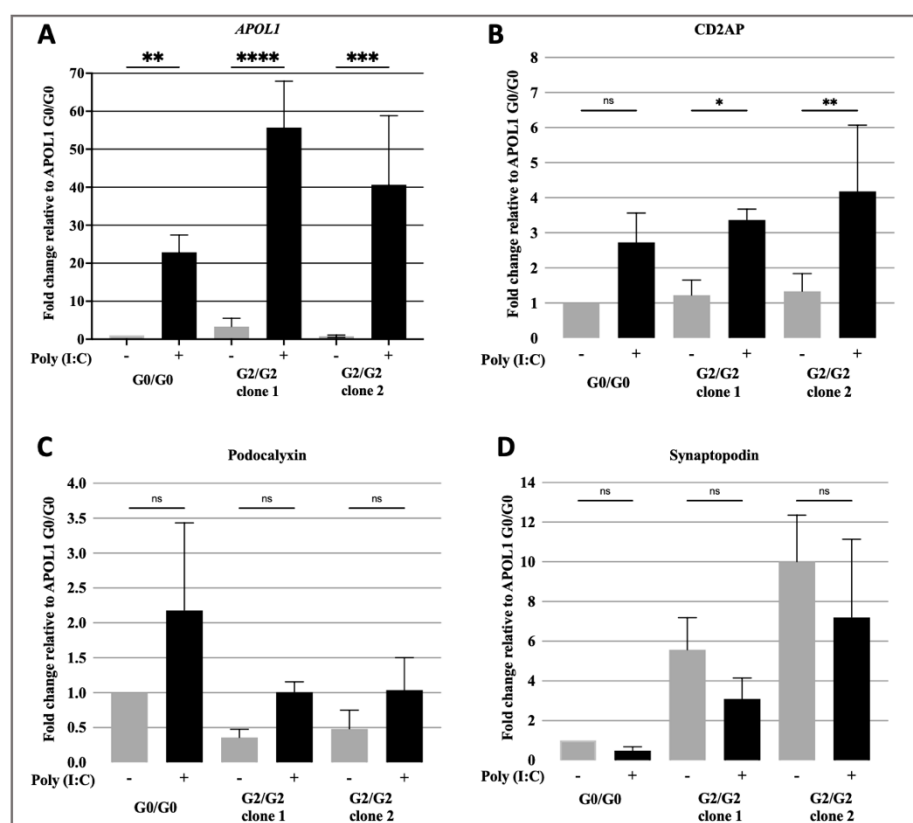 A
APOL1
** **** ***
Fold change relative to APOL1 G0/G0
70
60
50
40
30
20
10
0
Poly (I:C) - + - + - +
G0/G0 G2/G2 G2/G2
clone 1 clone 2
B
CD2AP
ns * **
Fold change relative to APOL1 G0/G0
8
7
6
5
4
3
2
1
0
Poly (I:C) - + - + - +
G0/G0 G2/G2 G2/G2
clone 1 clone 2
C
Podocalyxin
ns ns ns
Fold change relative to APOL1 G0/G0
4.0
3.5
3.0
2.5
2.0
1.5
1.0
0.5
0.0
Poly (I:C) - + - + - +
G0/G0 G2/G2 G2/G2
clone 1 clone 2
D
Synaptopodin
ns ns ns
Fold change relative to APOL1 G0/G0
14
12
10
8
6
4
2
0
Poly (I:C) - + - + - +
G0/G0 G2/G2 G2/G2
clone 1 clone 2